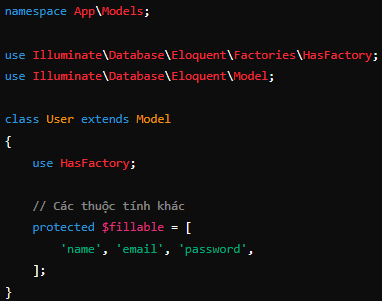 namespace App\Models;
use Illuminate\Database\Eloquent\Factories\HasFactory;
use Illuminate\Database\Eloquent\Model;
class User extends Model
{
use HasFactory;
// Các thuộc tính khác
protected $fillable = [
'name', 'email', 'password',
];
}